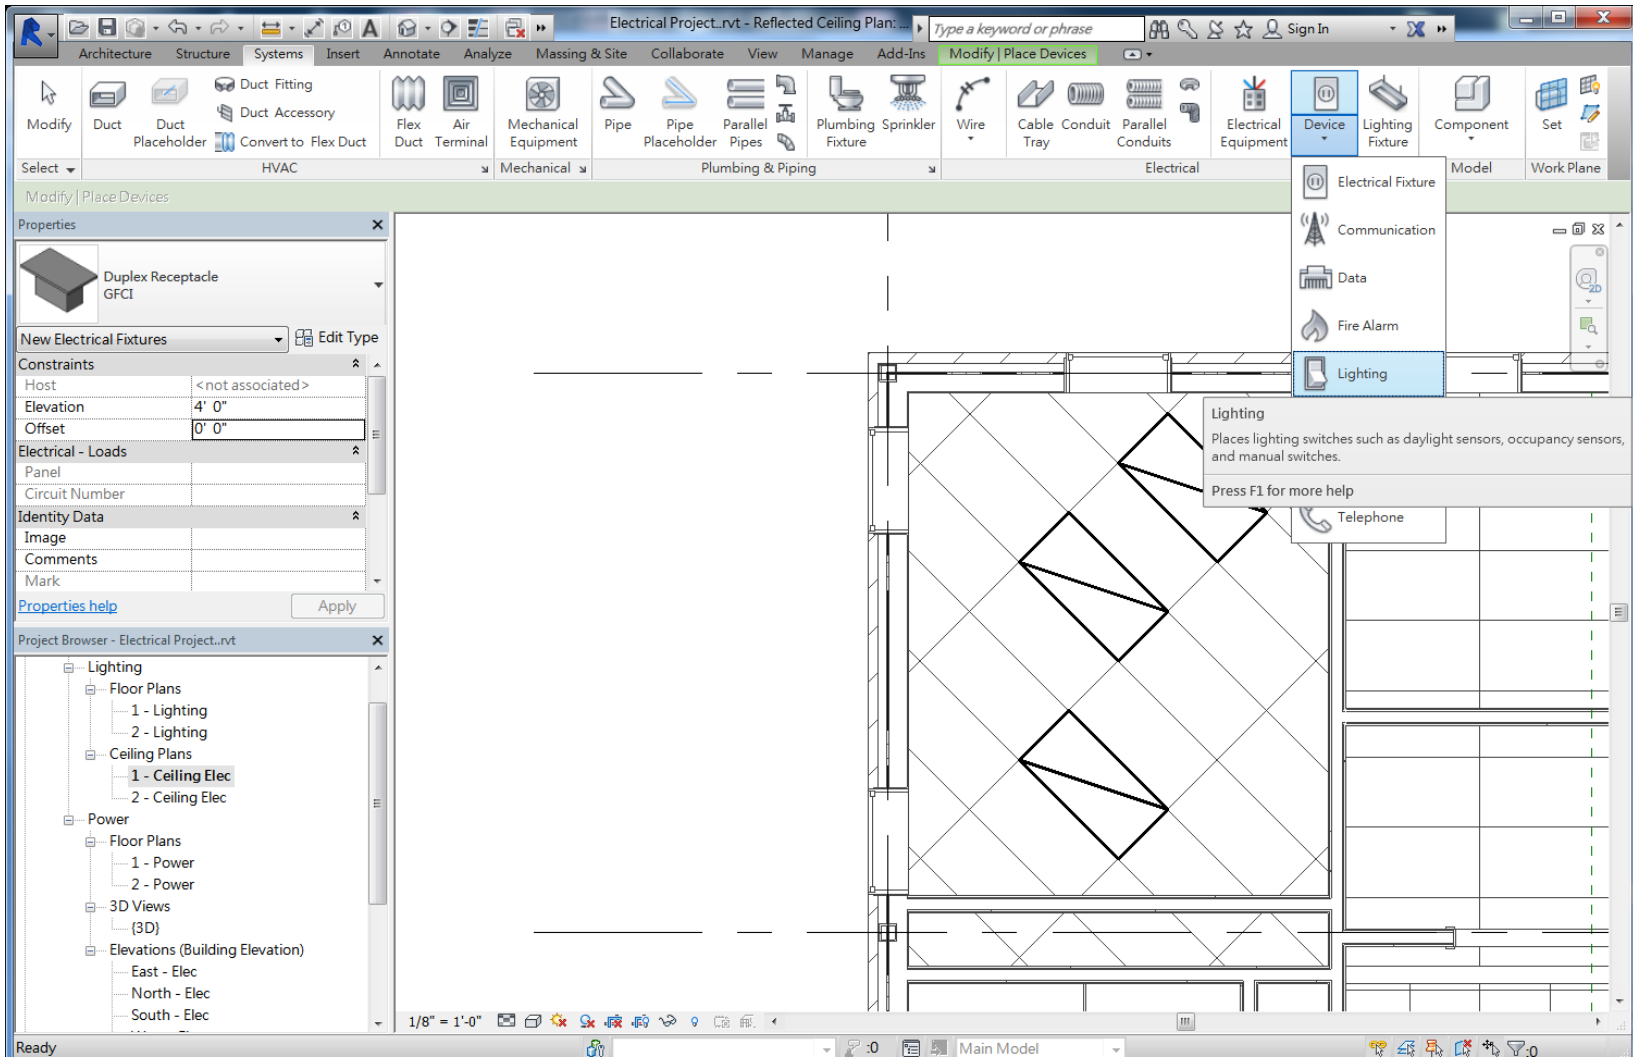 Electrical Project..rvt - Reflected Ceiling Plan: ...
Type a keyword or phrase
Sign In
Architecture Structure Systems Insert Annotate Analyze Massing & Site Collaborate View Manage Add-Ins Modify | Place Devices
Modify
Duct
Duct Placeholder
Duct Fitting
Duct Accessory
Convert to Flex Duct
Flex Duct
Air Terminal
Mechanical Equipment
Pipe
Pipe Placeholder
Parallel Pipes
Plumbing Fixture
Sprinkler
Wire
Cable Tray
Conduit
Parallel Conduits
Electrical Equipment
Device
Lighting Fixture
Component
Set
Select HVAC Mechanical Plumbing & Piping Electrical Model Work Plane
Modify | Place Devices
Properties
Duplex Receptacle
GFCI
New Electrical Fixtures
Edit Type
Constraints
Host <not associated>
Elevation 4' 0"
Offset 0' 0"
Electrical - Loads
Panel
Circuit Number
Identity Data
Image
Comments
Mark
Properties help
Apply
Project Browser - Electrical Project..rvt
Lighting
Floor Plans
1 - Lighting
2 - Lighting
Ceiling Plans
1 - Ceiling Elec
2 - Ceiling Elec
Power
Floor Plans
1 - Power
2 - Power
3D Views
{3D}
Elevations (Building Elevation)
East - Elec
North - Elec
South - Elec
Electrical Fixture
Communication
Data
Fire Alarm
Lighting
Lighting
Places lighting switches such as daylight sensors, occupancy sensors,
and manual switches.
Press F1 for more help
Telephone
2D
1/8" = 1'-0"
Ready
:0
Main Model
:0